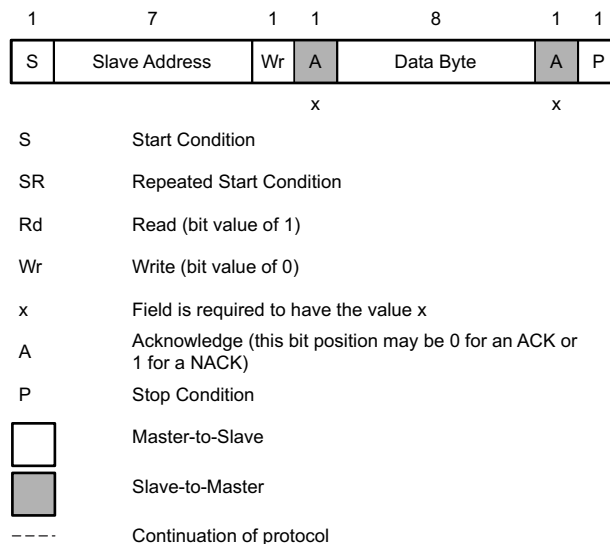 1 7 1 1 8 1 1
S Slave Address Wr A Data Byte A P
x x
S Start Condition
SR Repeated Start Condition
Rd Read (bit value of 1)
Wr Write (bit value of 0)
x Field is required to have the value x
A Acknowledge (this bit position may be 0 for an ACK or
1 for a NACK)
P Stop Condition
Master-to-Slave
Slave-to-Master
Continuation of protocol